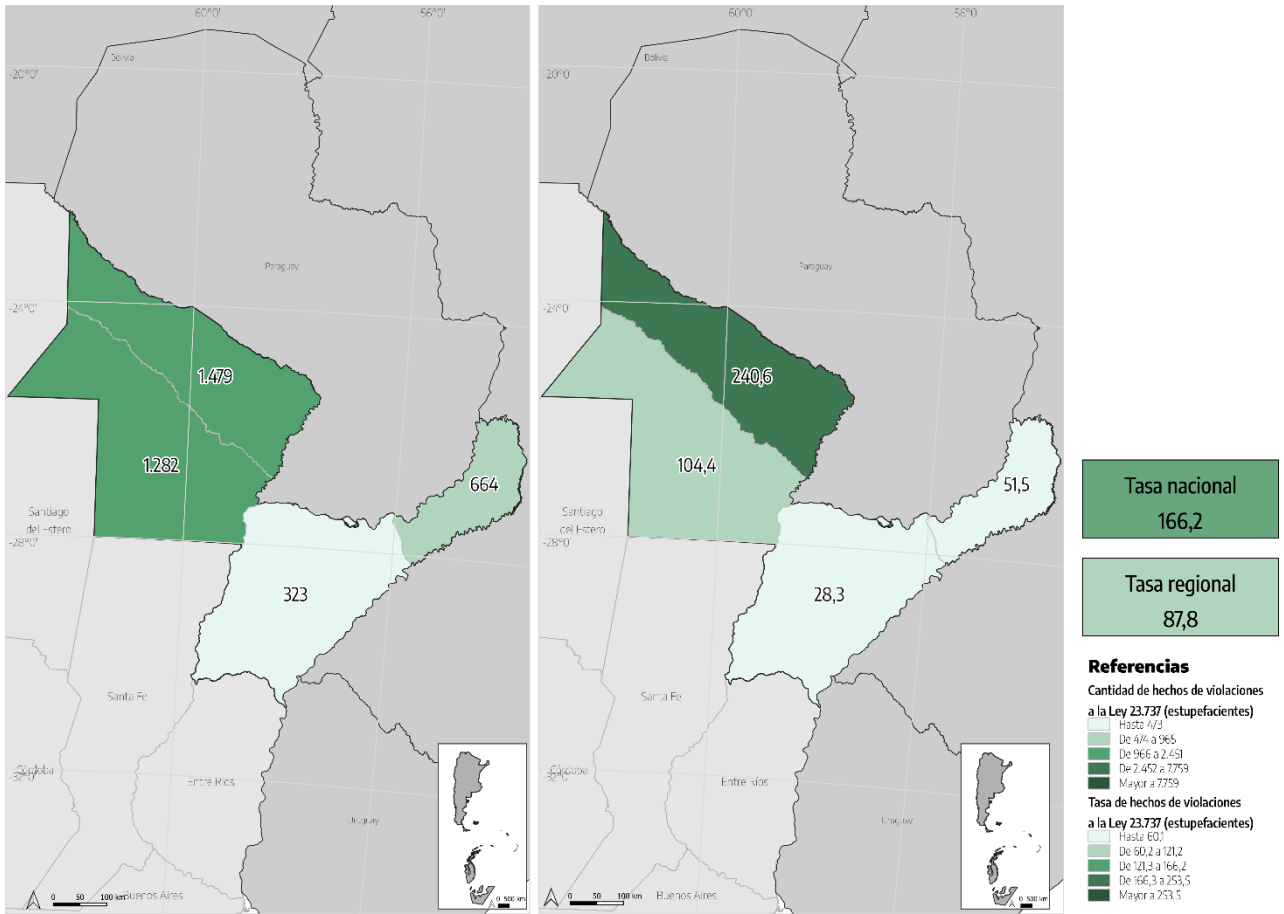 -60°0'
-56°0'
Bolivia
-20°0'
Paraguay
-24°0'
1.479
1.282
664
Santiago
del Estero
-28°0'
323
Santa Fe
Córdoba
-32°0'
Entre Ríos
Uruguay
Buenos Aires
0 50 100 km
0 500 km
-60°0'
-56°0'
Bolivia
-20°0'
Paraguay
-24°0'
240,6
104,4
51,5
Santiago
del Estero
-28°0'
28,3
Santa Fe
Córdoba
-32°0'
Entre Ríos
Uruguay
Buenos Aires
0 50 100 km
0 500 km
Tasa nacional
166,2
Tasa regional
87,8
Referencias
Cantidad de hechos de violaciones
a la Ley 23.737 (estupefacientes)
Hasta 473
De 474 a 965
De 966 a 2.451
De 2.452 a 7.759
Mayor a 7.759
Tasa de hechos de violaciones
a la Ley 23.737 (estupefacientes)
Hasta 60,1
De 60,2 a 121,2
De 121,3 a 166,2
De 166,3 a 253,5
Mayor a 253,5